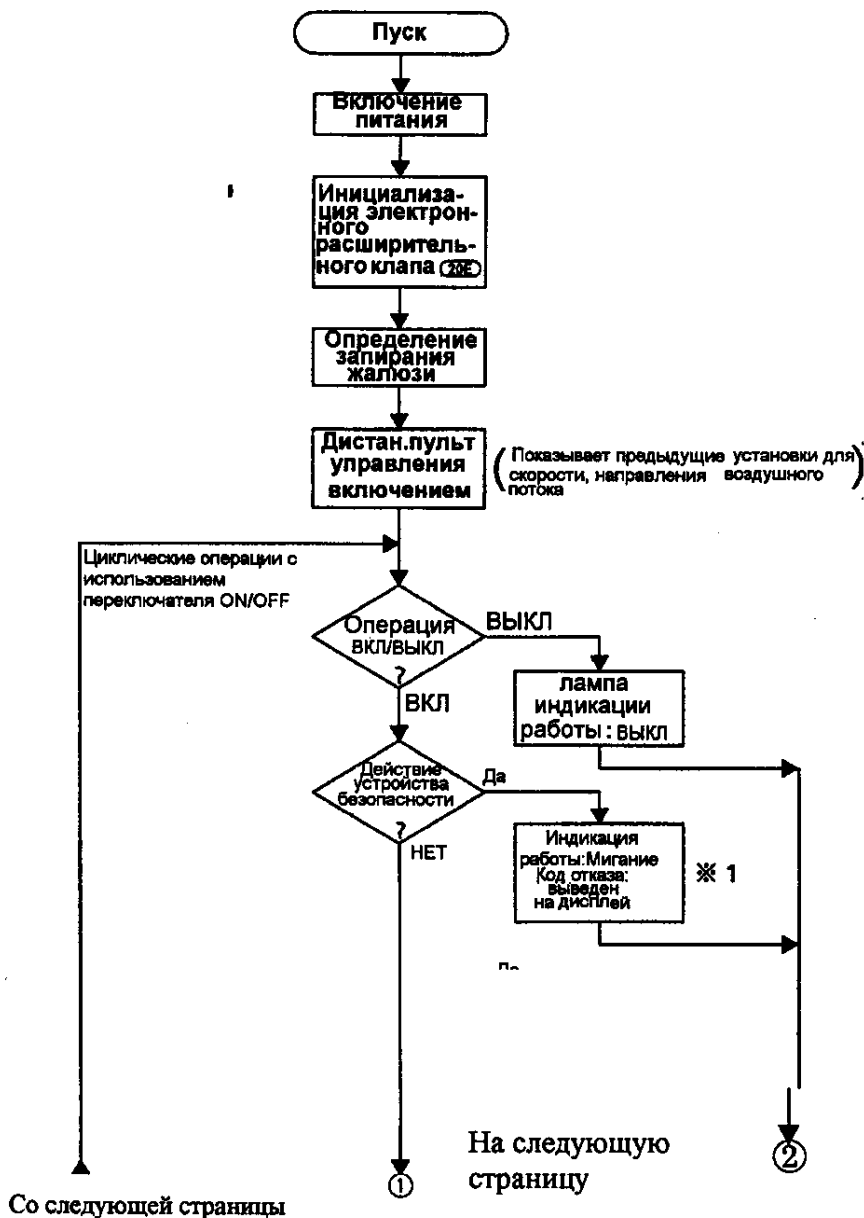 Пуск
Включение
питания
Инициализа-
ция электрон-
ного
расширитель-
ного клапа 20E
Определение
запирания
жалюзи
Дистан.пульт
управления
включением
(Показывает предыдущие установки для
скорости, направления воздушного
потока)
Циклические операции с
использованием
переключателя ON/OFF
Операция
ВКЛ/ВЫКЛ
?
ВЫКЛ
ВКЛ
лампа
индикации
работы : ВЫКЛ
Действие
устройства
безопасности
?
Да
НЕТ
Индикация
работы:Мигание
Код отказа:
выведен
на дисплей
※ 1
На следующую
страницу
1
2
Со следующей страницы